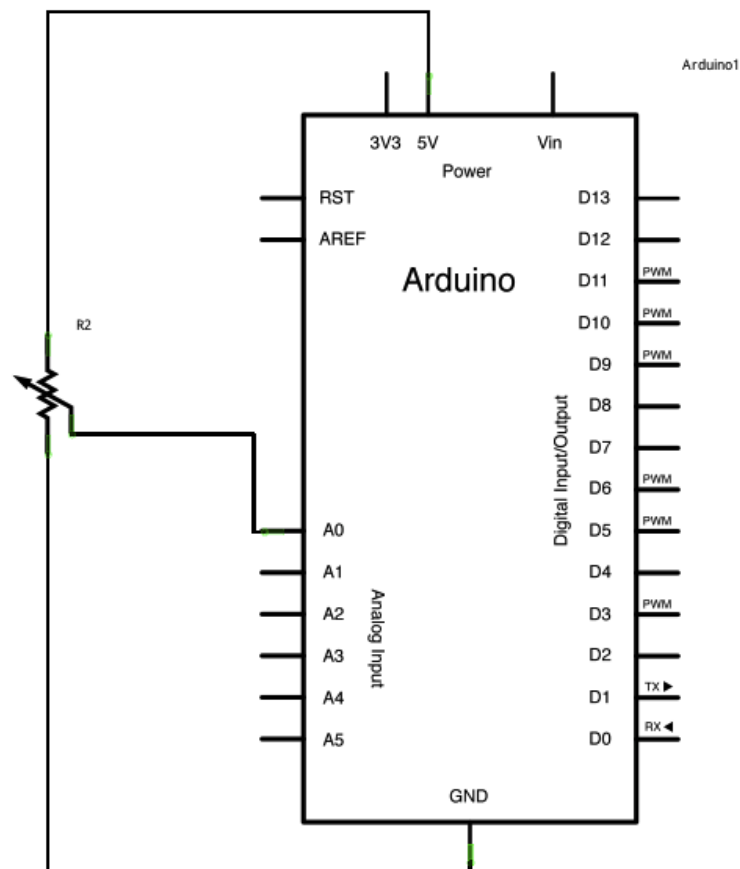 Arduino1
3V3 5V Vin
Power
RST D13
AREF D12
Arduino
D11 PWM
D10 PWM
R2
D9 PWM
D8
D7
D6 PWM
Digital Input/Output
A0 D5 PWM
A1 D4
A2 D3 PWM
Analog Input
A3 D2
A4 D1 TX ▶
A5 D0 RX ◀
GND